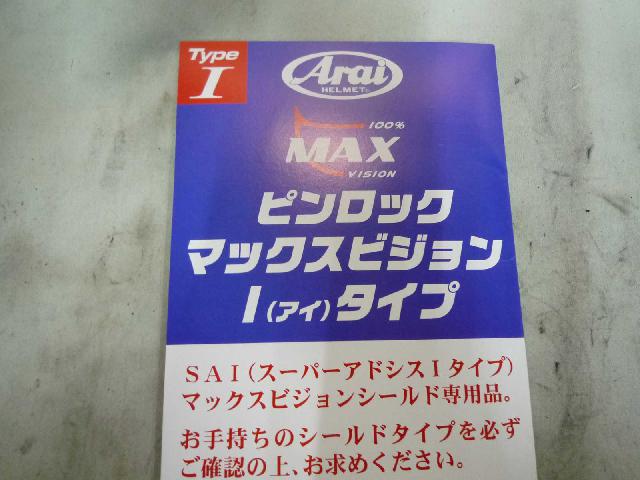 Type
I
Arai
HELMET
100%
MAX
VISION
ピンロック
マックスビジョン
I(アイ)タイプ
SAI(スーパーアドシスIタイプ)
マックスビジョンシールド専用品。
お手持ちのシールドタイプを必ず
ご確認の上、お求めください。